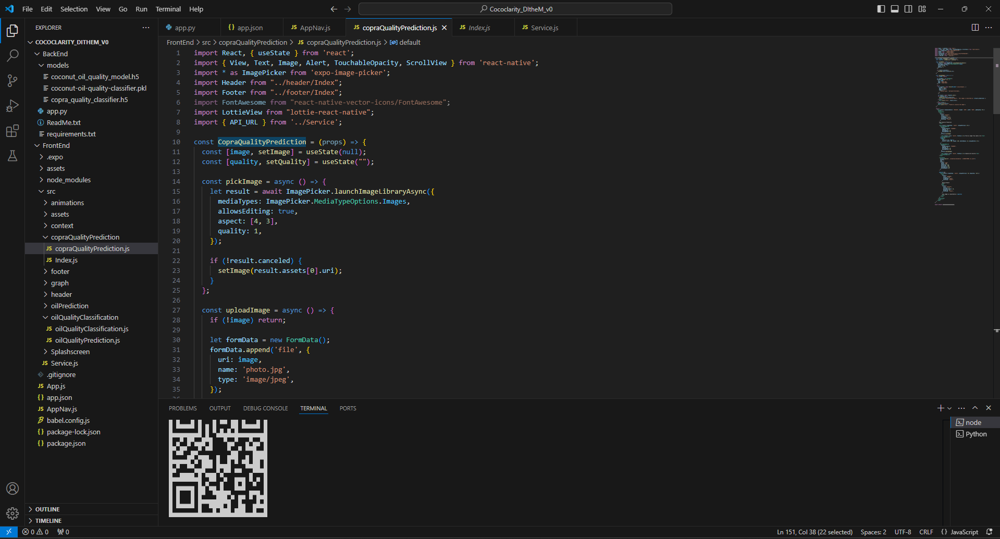 File Edit Selection View Go Run Terminal Help
Cococlarity_DItheM_v0
EXPLORER
COCOCLARITY_DITHEM_V0
BackEnd
models
coconut_oil_quality_model.h5
coconut-oil-quality-classifier.pkl
copra_quality_classifier.h5
app.py
ReadMe.txt
requirements.txt
FrontEnd
.expo
assets
node_modules
src
animations
assets
context
copraQualityPrediction
JS copraQualityPrediction.js
JS Index.js
footer
graph
header
oilPrediction
oilQualityClassification
JS oilQualityClassification.js
JS oilQualityPrediction.js
Splashscreen
JS Service.js
.gitignore
JS App.js
{} app.json
JS AppNav.js
babel.config.js
{} package-lock.json
{} package.json
OUTLINE
TIMELINE
app.py {} app.json JS AppNav.js JS copraQualityPrediction.js JS Index.js JS Service.js
FrontEnd > src > copraQualityPrediction > JS copraQualityPrediction.js > default
1 import React, { useState } from 'react';
2 import { View, Text, Image, Alert, TouchableOpacity, ScrollView } from 'react-native';
3 import * as ImagePicker from 'expo-image-picker';
4 import Header from "../header/Index";
5 import Footer from "../footer/Index";
6 import FontAwesome from "react-native-vector-icons/FontAwesome";
7 import LottieView from "lottie-react-native";
8 import { API_URL } from '../Service';
9
10 const CopraQualityPrediction = (props) => {
11 const [image, setImage] = useState(null);
12 const [quality, setQuality] = useState("");
13
14 const pickImage = async () => {
15 let result = await ImagePicker.launchImageLibraryAsync({
16 mediaTypes: ImagePicker.MediaTypeOptions.Images,
17 allowsEditing: true,
18 aspect: [4, 3],
19 quality: 1,
20 });
21
22 if (!result.canceled) {
23 setImage(result.assets[0].uri);
24 }
25 };
26
27 const uploadImage = async () => {
28 if (!image) return;
29
30 let formData = new FormData();
31 formData.append('file', {
32 uri: image,
33 name: 'photo.jpg',
34 type: 'image/jpeg',
35 });
PROBLEMS OUTPUT DEBUG CONSOLE TERMINAL PORTS
node
Python
0 0 0
Ln 151, Col 38 (22 selected) Spaces: 2 UTF-8 CRLF {} JavaScript